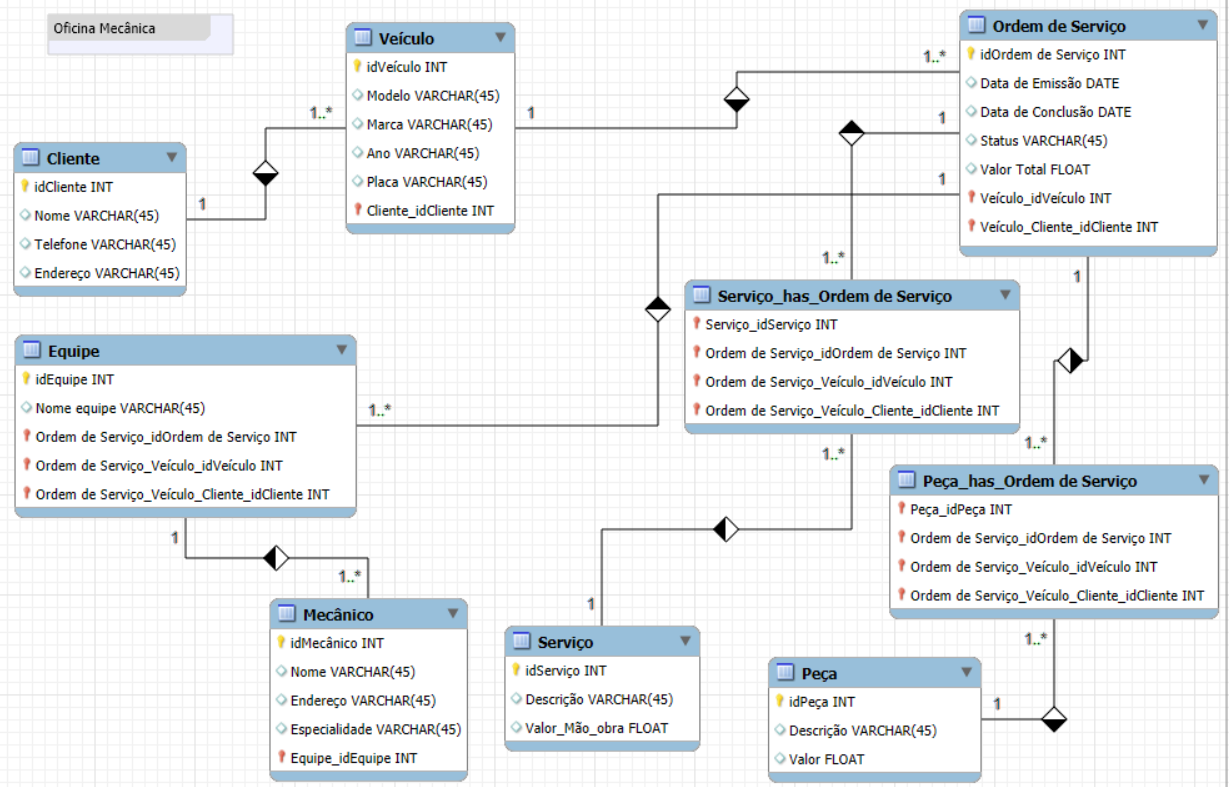 Oficina Mecânica
Veículo
idVeículo INT
Modelo VARCHAR(45)
Marca VARCHAR(45)
Ano VARCHAR(45)
Placa VARCHAR(45)
Cliente_idCliente INT
1..*
1
Cliente
idCliente INT
Nome VARCHAR(45)
Telefone VARCHAR(45)
Endereço VARCHAR(45)
1
Ordem de Serviço
idOrdem de Serviço INT
Data de Emissão DATE
Data de Conclusão DATE
Status VARCHAR(45)
Valor Total FLOAT
Veículo_idVeículo INT
Veículo_Cliente_idCliente INT
1..*
1
1
1
Serviço_has_Ordem de Serviço
Serviço_idServiço INT
Ordem de Serviço_idOrdem de Serviço INT
Ordem de Serviço_Veículo_idVeículo INT
Ordem de Serviço_Veículo_Cliente_idCliente INT
1..*
1..*
Equipe
idEquipe INT
Nome equipe VARCHAR(45)
Ordem de Serviço_idOrdem de Serviço INT
Ordem de Serviço_Veículo_idVeículo INT
Ordem de Serviço_Veículo_Cliente_idCliente INT
1..*
1
Peça_has_Ordem de Serviço
Peça_idPeça INT
Ordem de Serviço_idOrdem de Serviço INT
Ordem de Serviço_Veículo_idVeículo INT
Ordem de Serviço_Veículo_Cliente_idCliente INT
1..*
1..*
Mecânico
idMecânico INT
Nome VARCHAR(45)
Endereço VARCHAR(45)
Especialidade VARCHAR(45)
Equipe_idEquipe INT
1..*
Serviço
idServiço INT
Descrição VARCHAR(45)
Valor_Mão_obra FLOAT
1
Peça
idPeça INT
Descrição VARCHAR(45)
Valor FLOAT
1